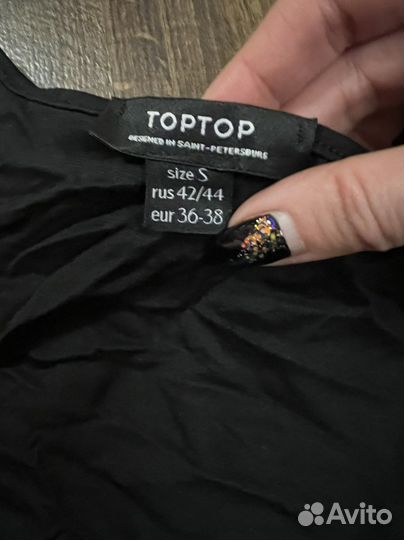 TOPTOP
DESIGNED IN SAINT-PETERSBURG
size S
rus 42/44
eur 36-38
Avito